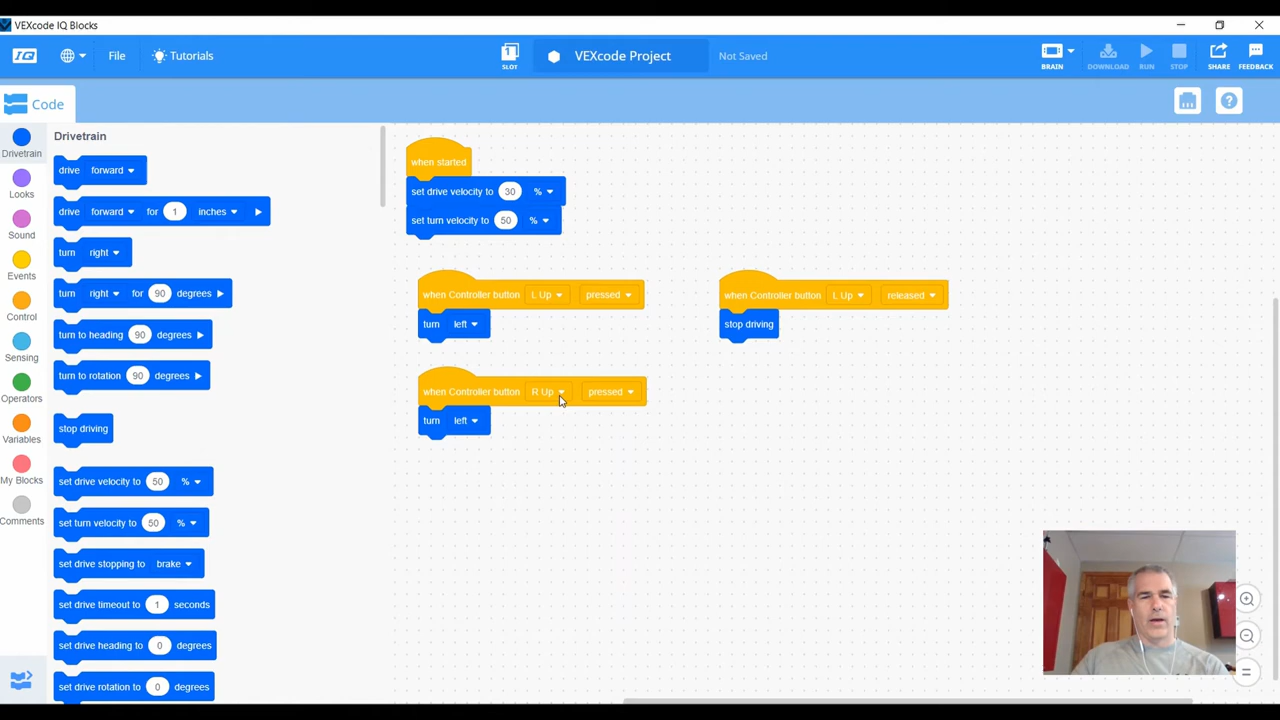 VEXcode IQ Blocks
IQ
File
Tutorials
1
SLOT
VEXcode Project
Not Saved
BRAIN
DOWNLOAD
RUN
STOP
SHARE
FEEDBACK
Code
Drivetrain
Looks
Sound
Events
Control
Sensing
Operators
Variables
My Blocks
Comments
Drivetrain
drive forward
drive forward for 1 inches
turn right
turn right for 90 degrees
turn to heading 90 degrees
turn to rotation 90 degrees
stop driving
set drive velocity to 50 %
set turn velocity to 50 %
set drive stopping to brake
set drive timeout to 1 seconds
set drive heading to 0 degrees
set drive rotation to 0 degrees
when started
set drive velocity to 30 %
set turn velocity to 50 %
when Controller button L Up pressed
turn left
when Controller button L Up released
stop driving
when Controller button R Up pressed
turn left